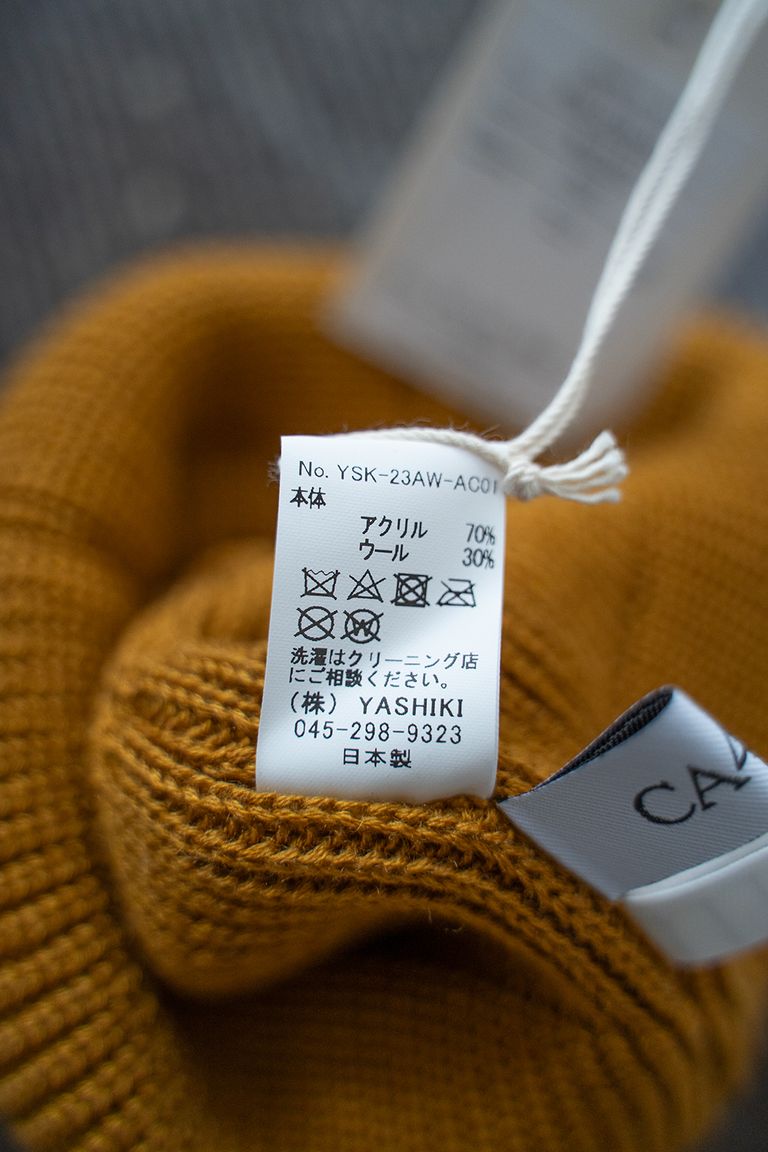 No. YSK-23AW-AC01
本体
アクリル 70%
ウール 30%
洗濯はクリーニング店
にご相談ください。
(株) YASHIKI
045-298-9323
日本製